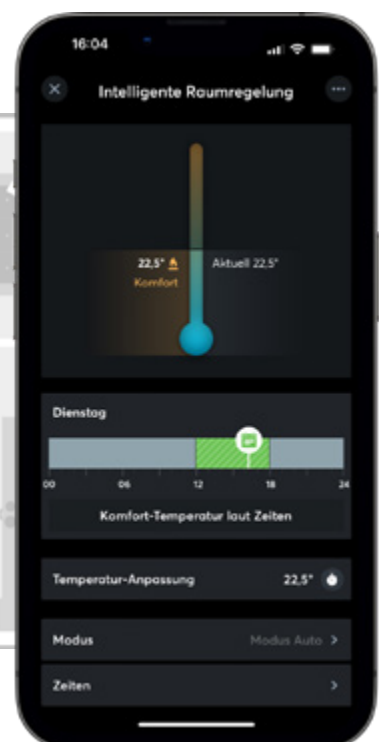 16:04
Intelligente Raumregelung
22,5° Aktuell 22,5°
Komfort
Dienstag
00 06 12 18 24
Komfort-Temperatur laut Zeiten
Temperatur-Anpassung 22,5°
Modus Modus Auto >
Zeiten >